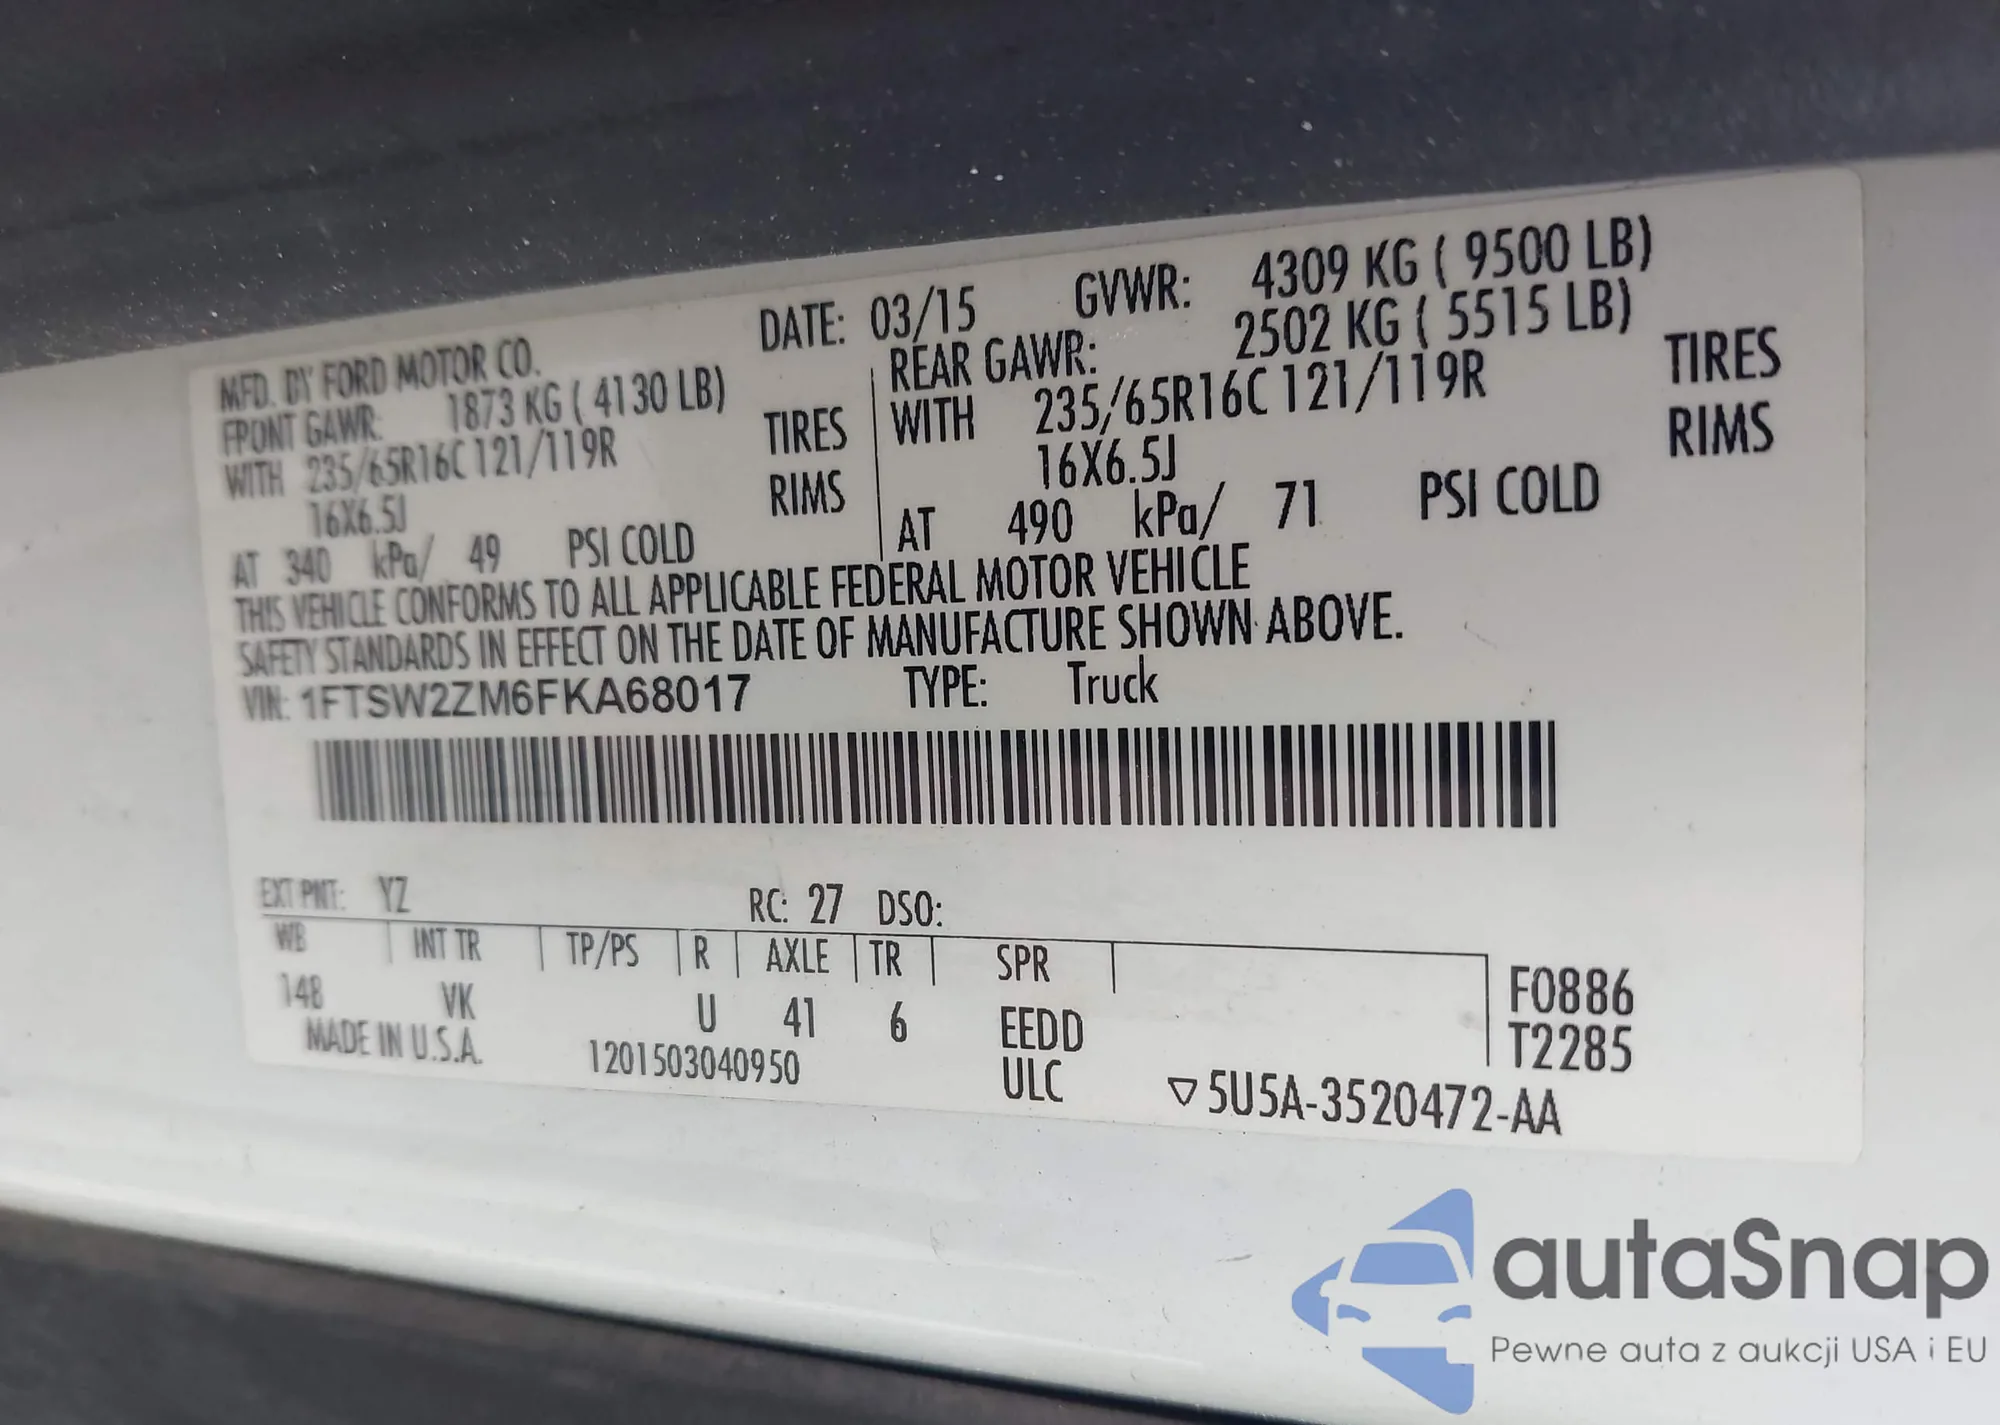 MFD. BY FORD MOTOR CO. DATE: 03/15 GVWR: 4309 KG ( 9500 LB)
FRONT GAWR: 1873 KG ( 4130 LB) REAR GAWR: 2502 KG ( 5515 LB)
WITH 235/65R16C 121/119R TIRES WITH 235/65R16C 121/119R TIRES
16X6.5J RIMS 16X6.5J RIMS
AT 340 kPa/ 49 PSI COLD AT 490 kPa/ 71 PSI COLD
THIS VEHICLE CONFORMS TO ALL APPLICABLE FEDERAL MOTOR VEHICLE
SAFETY STANDARDS IN EFFECT ON THE DATE OF MANUFACTURE SHOWN ABOVE.
VIN: 1FTSW2ZM6FKA68017 TYPE: Truck
EXT PNT: YZ RC: 27 DSO:
WB INT TR TP/PS R AXLE TR SPR
148 VK U 41 6 EEDD F0886
MADE IN U.S.A. 1201503040950 ULC T2285
▽5U5A-3520472-AA
autaSnap
Pewne auta z aukcji USA i EU